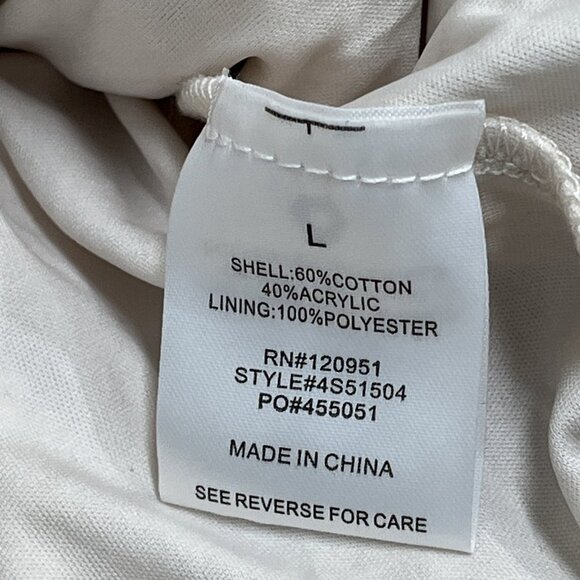 L
SHELL:60%COTTON
40%ACRYLIC
LINING:100%POLYESTER
RN#120951
STYLE#4S51504
PO#455051
MADE IN CHINA
SEE REVERSE FOR CARE